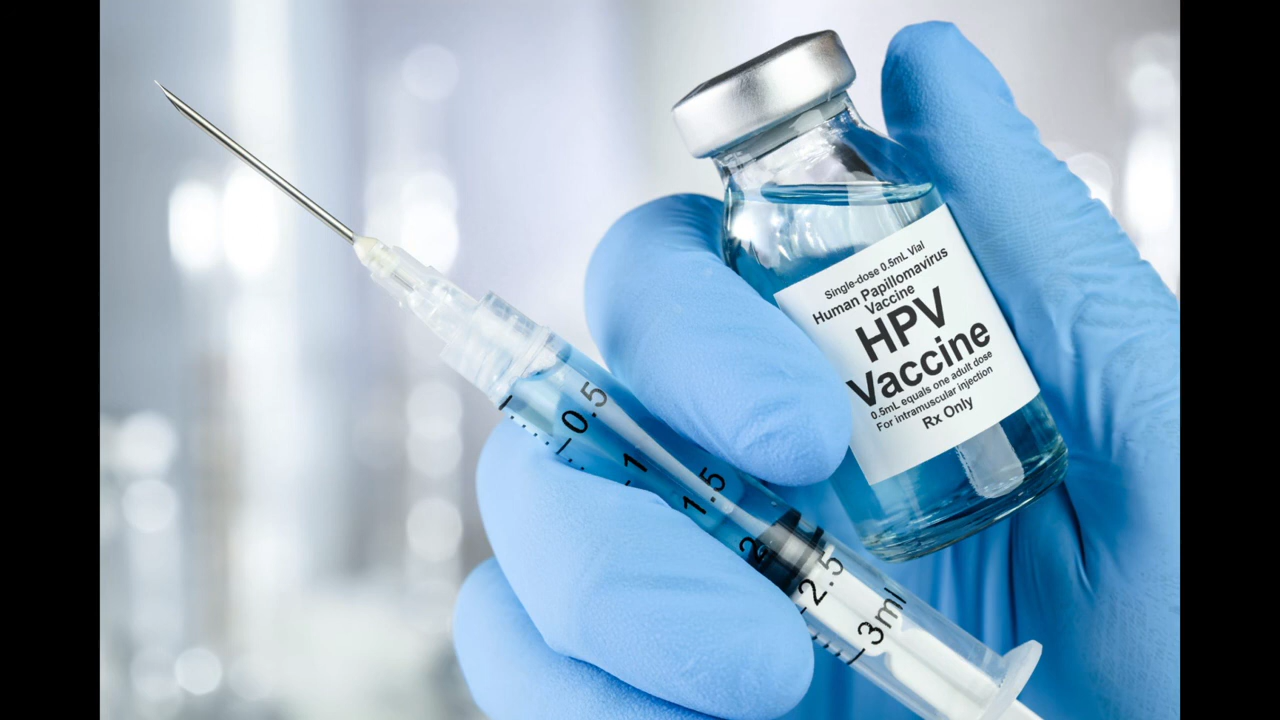 Single-dose 0.5mL Vial
Human Papillomavirus
Vaccine
HPV
Vaccine
0.5mL equals one adult dose
For intramuscular injection
Rx Only
0.5
1
1.5
2
2.5
3ml